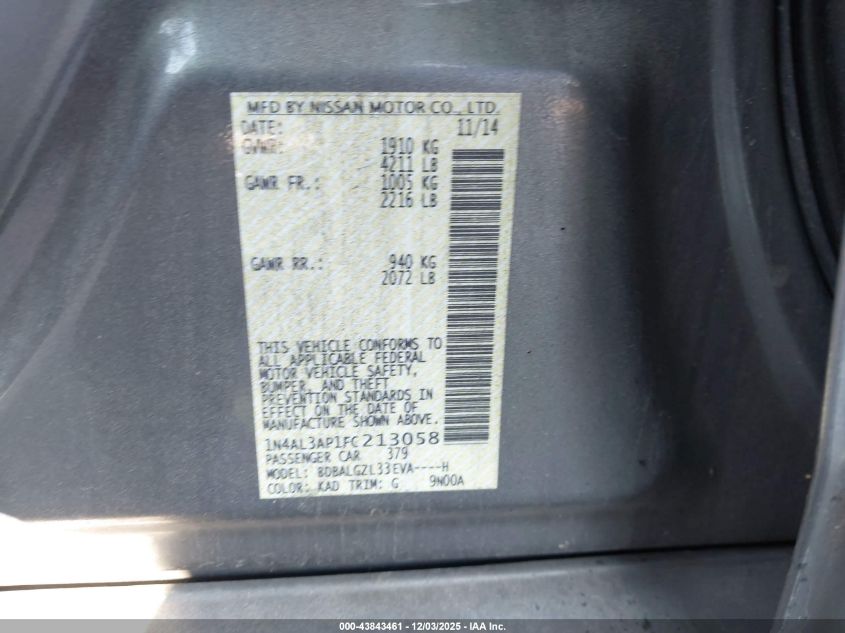 MFD BY NISSAN MOTOR CO., LTD.
DATE: 11/14
GVWR: 1910 KG
4211 LB
GAWR FR.: 1005 KG
2216 LB
GAWR RR.: 940 KG
2072 LB
THIS VEHICLE CONFORMS TO
ALL APPLICABLE FEDERAL
MOTOR VEHICLE SAFETY,
BUMPER, AND THEFT
PREVENTION STANDARDS IN
EFFECT ON THE DATE OF
MANUFACTURE SHOWN ABOVE.
1N4AL3AP1FC213058
PASSENGER CAR 379
MODEL: BDBALGZL33EVA----H
COLOR: KAD TRIM: G 9N00A
000-43843461 - 12/03/2025 - IAA Inc.